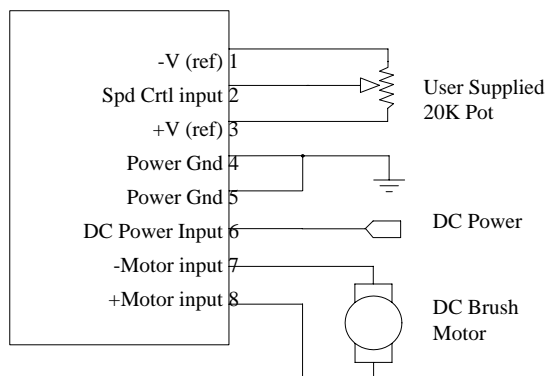 -V (ref) 1
Spd Crtl input 2
+V (ref) 3
Power Gnd 4
Power Gnd 5
DC Power Input 6
-Motor input 7
+Motor input 8
User Supplied
20K Pot
DC Power
DC Brush
Motor